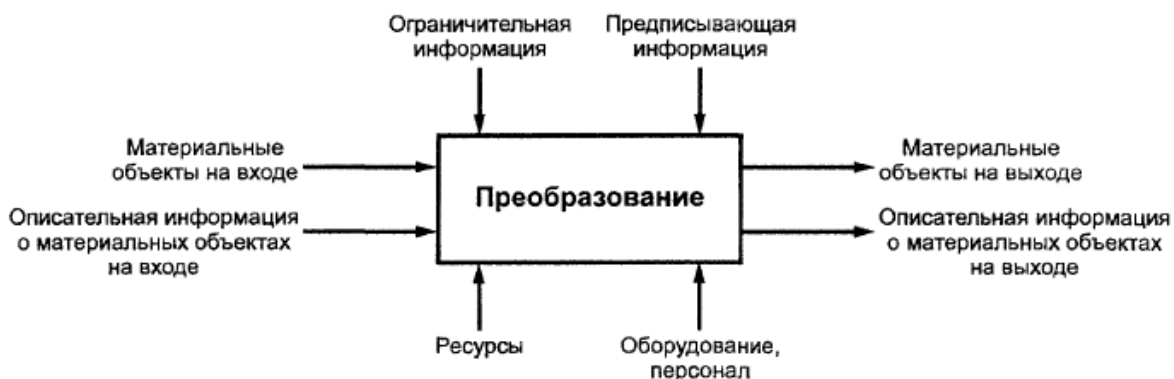 Ограничительная
информация
Предписывающая
информация
Материальные
объекты на входе
Описательная информация
о материальных объектах
на входе
Преобразование
Материальные
объекты на выходе
Описательная информация
о материальных объектах
на выходе
Ресурсы
Оборудование,
персонал